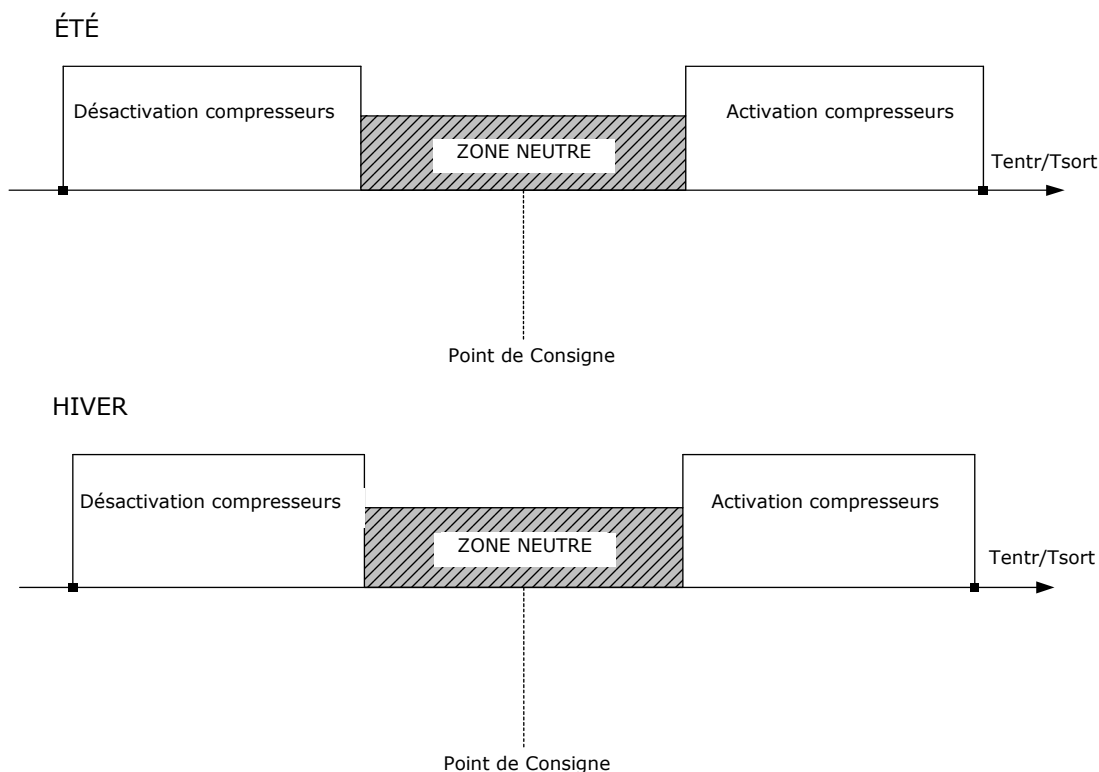 ÉTÉ
Désactivation compresseurs
Activation compresseurs
ZONE NEUTRE
Tentr/Tsort
Point de Consigne
HIVER
Désactivation compresseurs
Activation compresseurs
ZONE NEUTRE
Tentr/Tsort
Point de Consigne